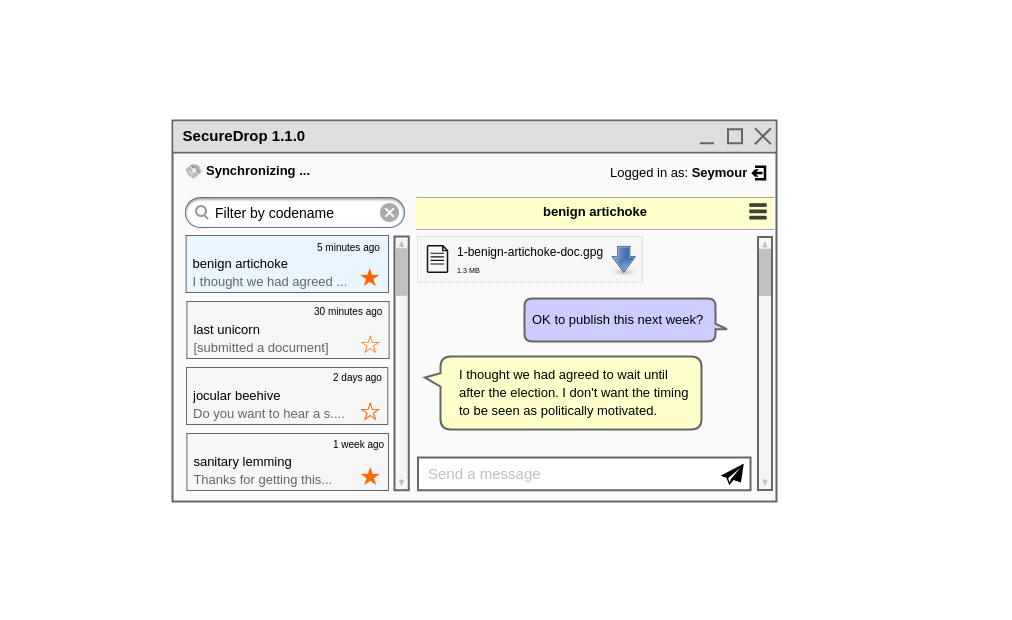 SecureDrop 1.1.0
Synchronizing ...
Logged in as: Seymour
Filter by codename
benign artichoke
5 minutes ago
benign artichoke
I thought we had agreed ...
30 minutes ago
last unicorn
[submitted a document]
2 days ago
jocular beehive
Do you want to hear a s....
1 week ago
sanitary lemming
Thanks for getting this...
1-benign-artichoke-doc.gpg
1.3 MB
OK to publish this next week?
I thought we had agreed to wait until
after the election. I don't want the timing
to be seen as politically motivated.
Send a message